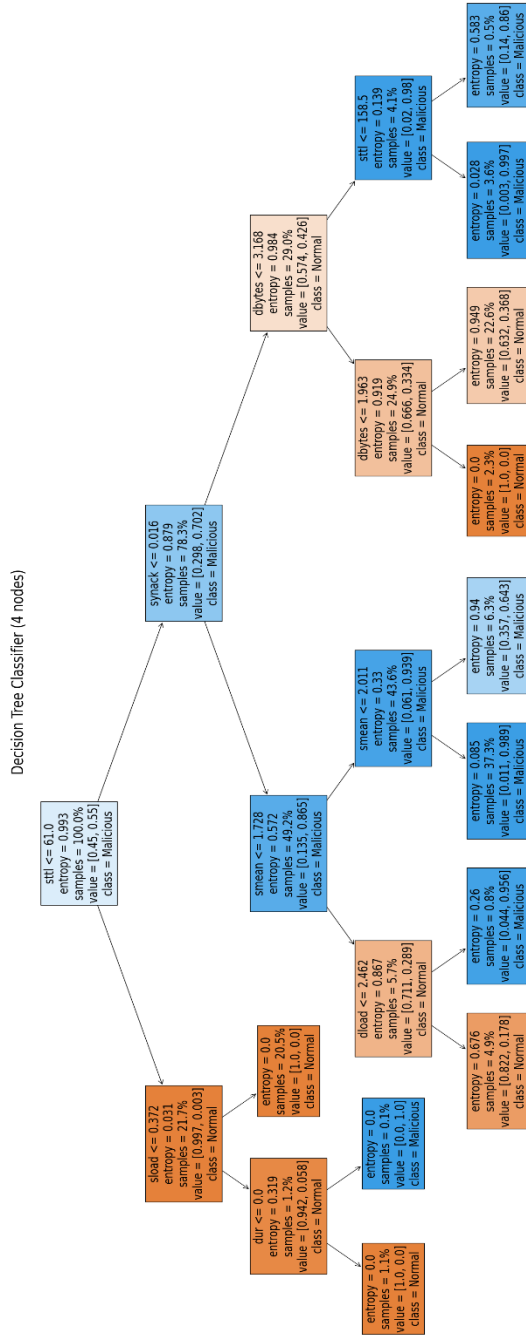 Decision Tree Classifier (4 nodes)
sttl <= 61.0
entropy = 0.993
samples = 100.0%
value = [0.45, 0.55]
class = Malicious
sload <= 0.372
entropy = 0.031
samples = 21.7%
value = [0.997, 0.003]
class = Normal
synack <= 0.016
entropy = 0.879
samples = 78.3%
value = [0.298, 0.702]
class = Malicious
dur <= 0.0
entropy = 0.319
samples = 1.2%
value = [0.942, 0.058]
class = Normal
entropy = 0.0
samples = 20.5%
value = [1.0, 0.0]
class = Normal
smean <= 1.728
entropy = 0.572
samples = 49.2%
value = [0.135, 0.865]
class = Malicious
dbytes <= 3.168
entropy = 0.984
samples = 29.0%
value = [0.574, 0.426]
class = Normal
entropy = 0.0
samples = 1.1%
value = [1.0, 0.0]
class = Normal
entropy = 0.0
samples = 0.1%
value = [0.0, 1.0]
class = Malicious
dload <= 2.462
entropy = 0.867
samples = 5.7%
value = [0.711, 0.289]
class = Normal
smean <= 2.011
entropy = 0.33
samples = 43.6%
value = [0.061, 0.939]
class = Malicious
dbytes <= 1.963
entropy = 0.919
samples = 24.9%
value = [0.666, 0.334]
class = Normal
sttl <= 158.5
entropy = 0.139
samples = 4.1%
value = [0.02, 0.98]
class = Malicious
entropy = 0.676
samples = 4.9%
value = [0.822, 0.178]
class = Normal
entropy = 0.26
samples = 0.8%
value = [0.044, 0.956]
class = Malicious
entropy = 0.085
samples = 37.3%
value = [0.011, 0.989]
class = Malicious
entropy = 0.94
samples = 6.3%
value = [0.357, 0.643]
class = Malicious
entropy = 0.0
samples = 2.3%
value = [1.0, 0.0]
class = Normal
entropy = 0.949
samples = 22.6%
value = [0.632, 0.368]
class = Normal
entropy = 0.028
samples = 3.6%
value = [0.003, 0.997]
class = Malicious
entropy = 0.583
samples = 0.5%
value = [0.14, 0.86]
class = Malicious